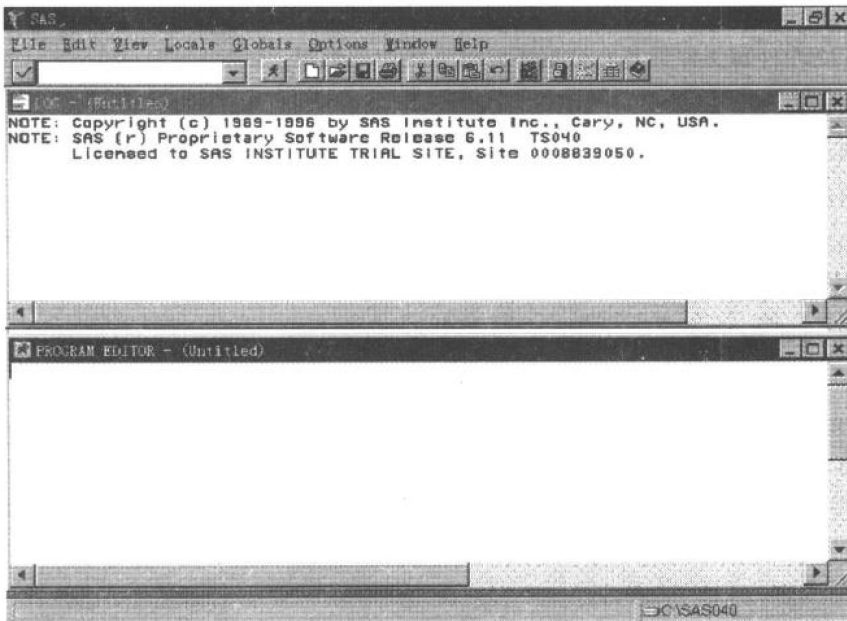 SAS
File Edit View Locals Globals Options Window Help
LOG - (Untitled)
NOTE: Copyright (c) 1989-1996 by SAS Institute Inc., Cary, NC, USA.
NOTE: SAS (r) Proprietary Software Release 6.11 TS040
Licensed to SAS INSTITUTE TRIAL SITE, Site 0008839050.
PROGRAM EDITOR - (Untitled)
C:\SAS040